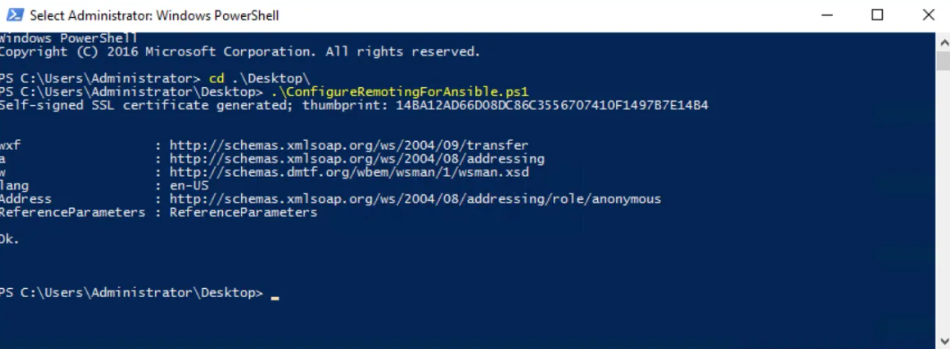 Select Administrator: Windows PowerShell
Windows PowerShell
Copyright (C) 2016 Microsoft Corporation. All rights reserved.
PS C:\Users\Administrator> cd .\Desktop\
PS C:\Users\Administrator\Desktop> .\ConfigureRemotingForAnsible.ps1
Self-signed SSL certificate generated; thumbprint: 14BA12AD66D08DC86C3556707410F1497B7E14B4
wxf : http://schemas.xmlsoap.org/ws/2004/09/transfer
a : http://schemas.xmlsoap.org/ws/2004/08/addressing
w : http://schemas.dmtf.org/wbem/wsman/1/wsman.xsd
lang : en-US
Address : http://schemas.xmlsoap.org/ws/2004/08/addressing/role/anonymous
ReferenceParameters : ReferenceParameters
Ok.
PS C:\Users\Administrator\Desktop>